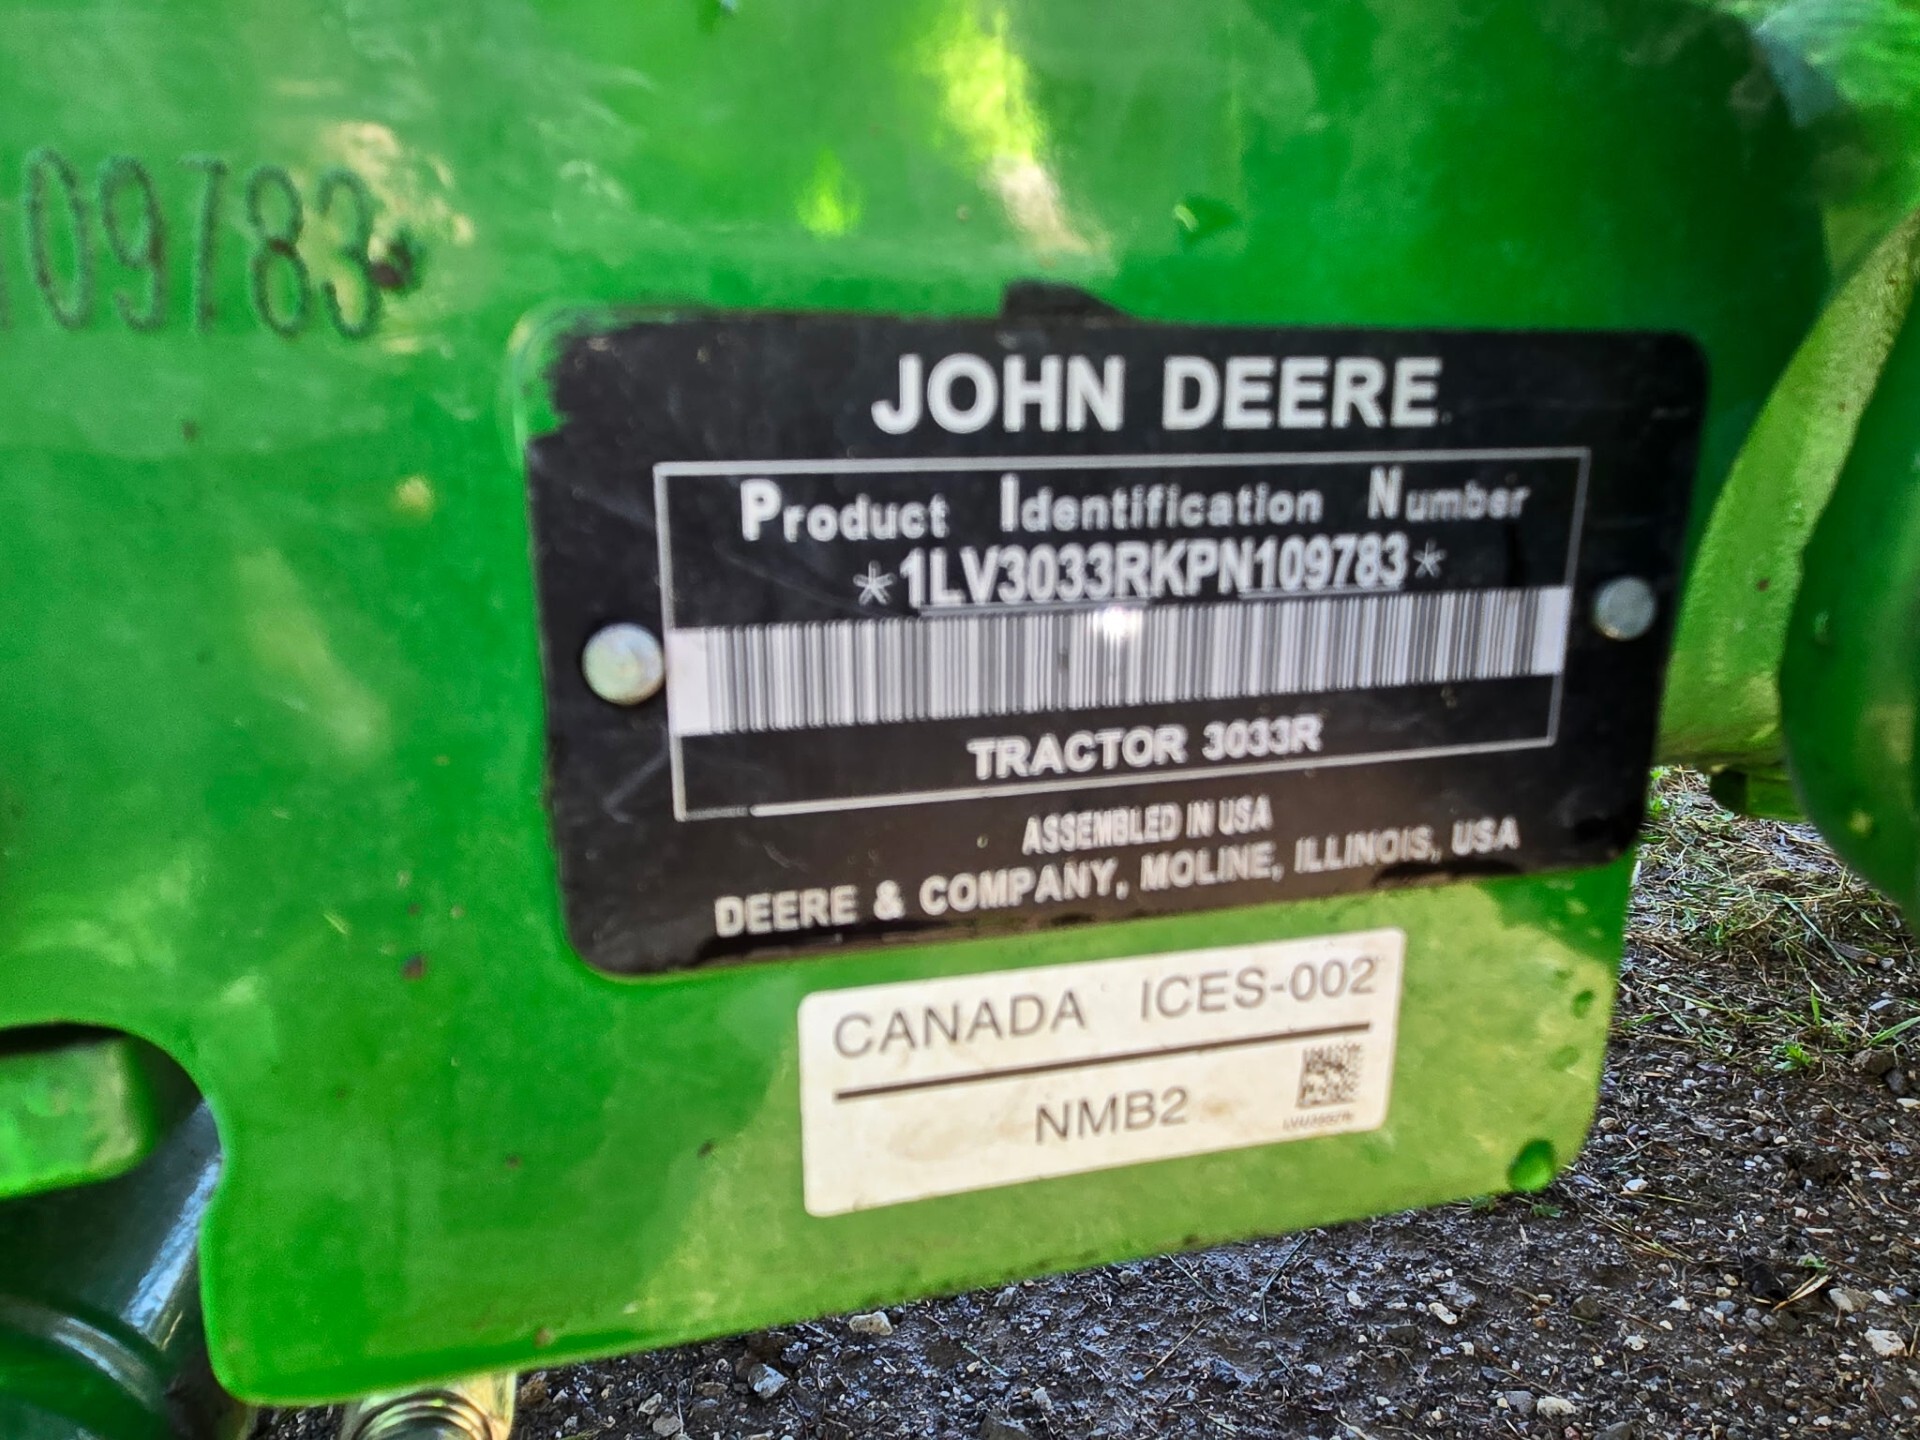 109783*
JOHN DEERE
Product Identification Number
*1LV3033RKPN109783*
TRACTOR 3033R
ASSEMBLED IN USA
DEERE & COMPANY, MOLINE, ILLINOIS, USA
CANADA ICES-002
NMB2